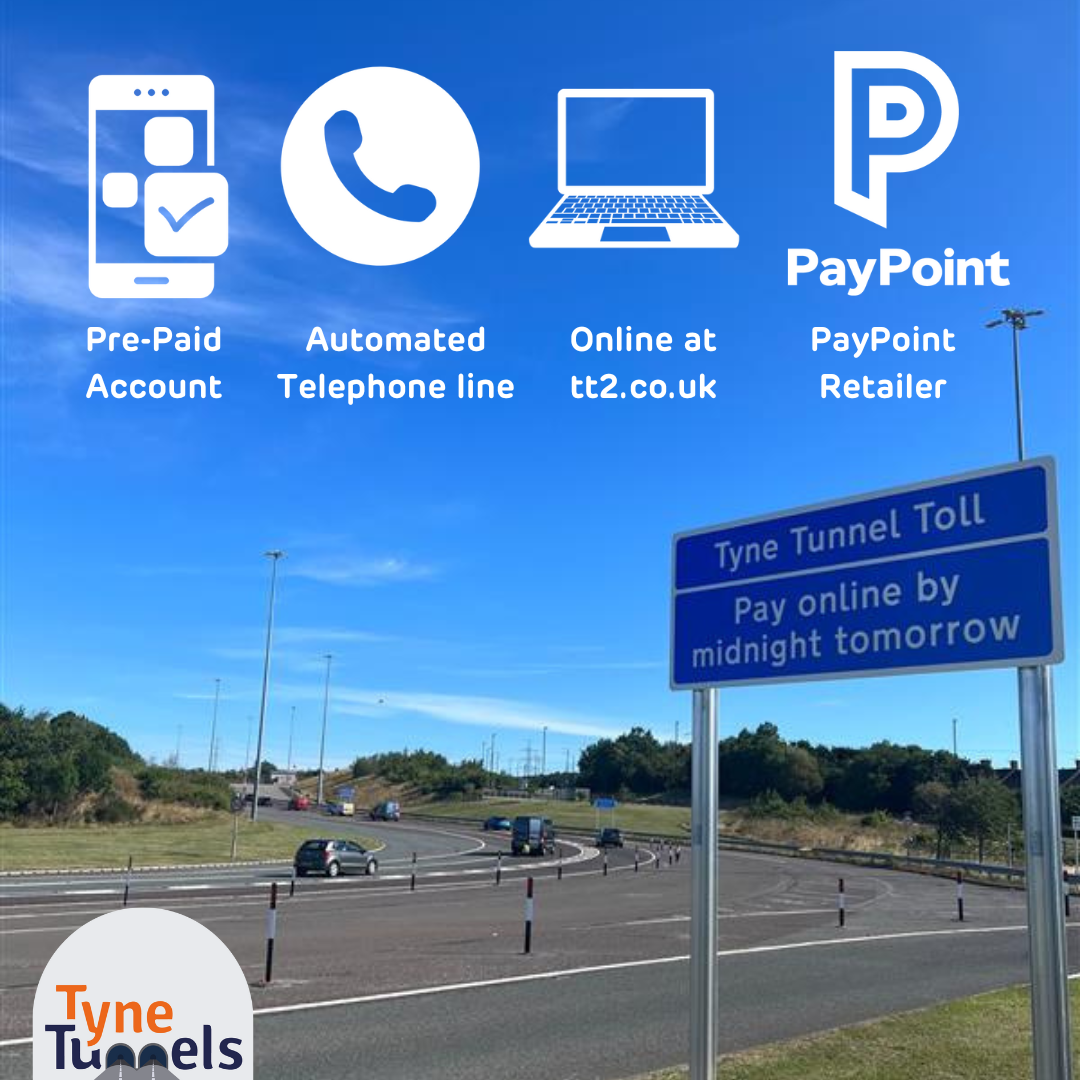 PayPoint
Pre-Paid
Account
Automated
Telephone line
Online at
tt2.co.uk
PayPoint
Retailer
Tyne Tunnel Toll
Pay online by
midnight tomorrow
Tyne
Tunnels